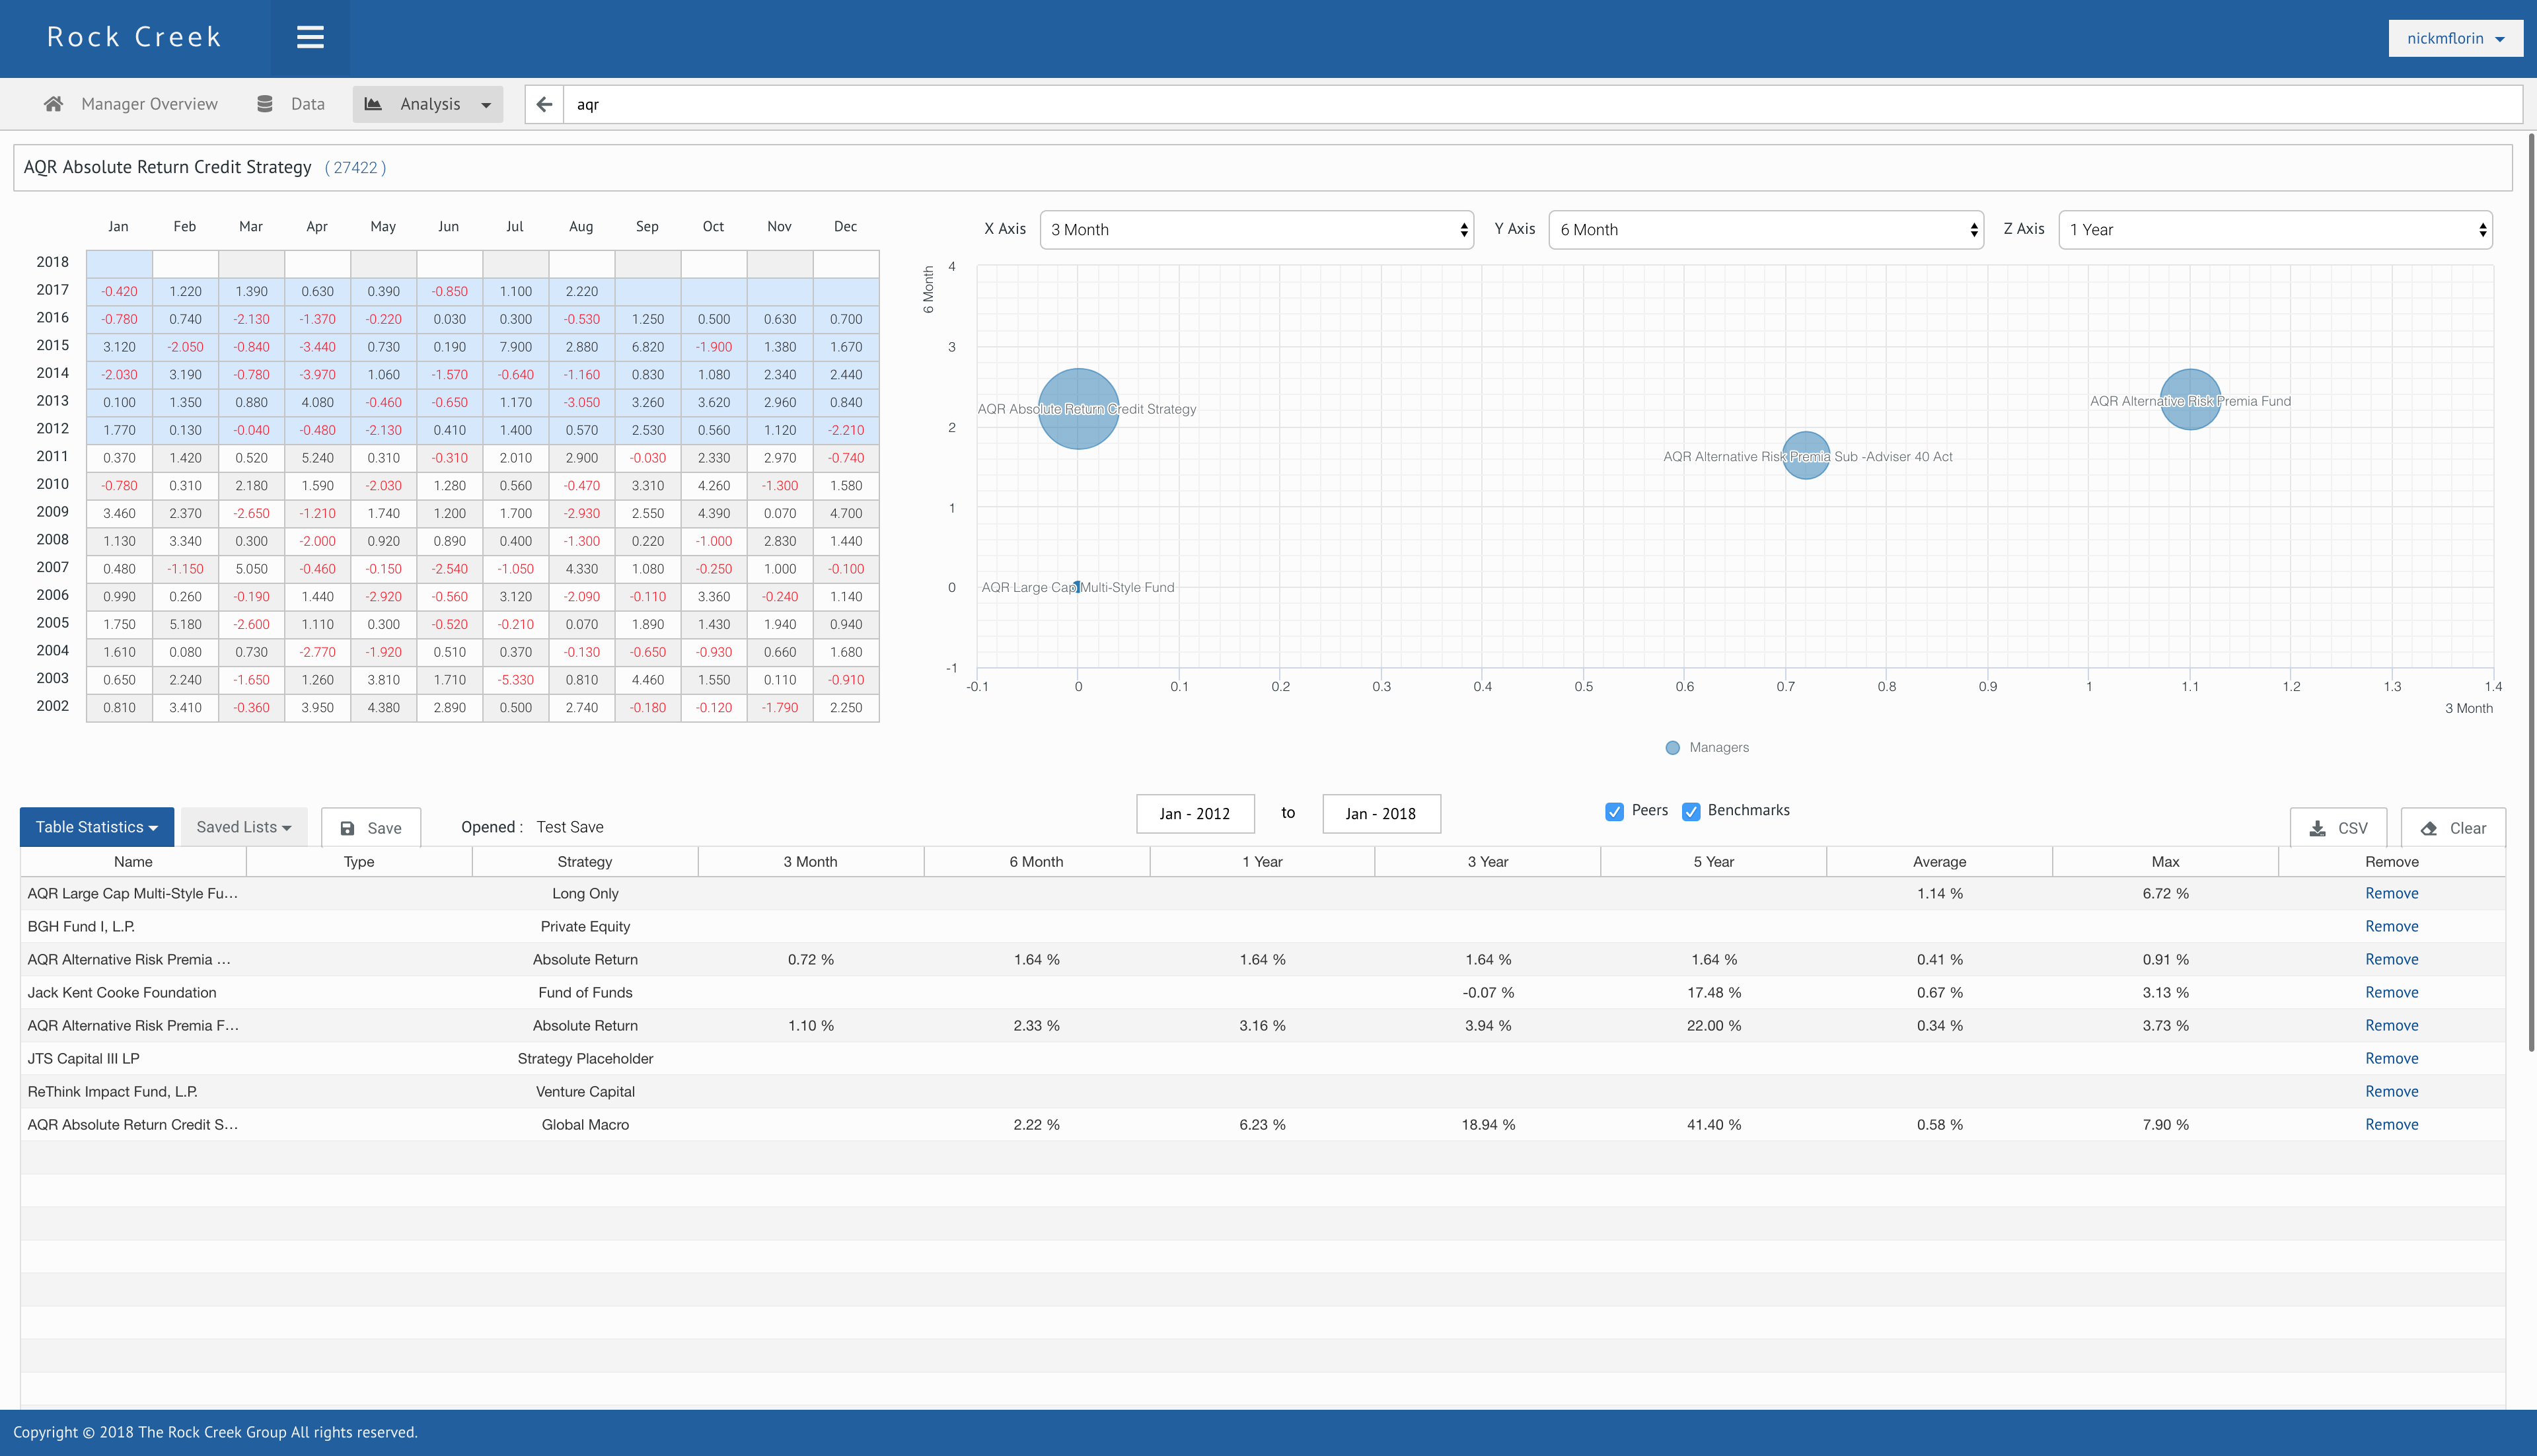 Rock Creek
nickmflorin
Manager Overview Data Analysis aqr
AQR Absolute Return Credit Strategy ( 27422 )
Jan Feb Mar Apr May Jun Jul Aug Sep Oct Nov Dec
2018
2017 -0.420 1.220 1.390 0.630 0.390 -0.850 1.100 2.220
2016 -0.780 0.740 -2.130 -1.370 -0.220 0.030 0.300 -0.530 1.250 0.500 0.630 0.700
2015 3.120 -2.050 -0.840 -3.440 0.730 0.190 7.900 2.880 6.820 -1.900 1.380 1.670
2014 -2.030 3.190 -0.780 -3.970 1.060 -1.570 -0.640 -1.160 0.830 1.080 2.340 2.440
2013 0.100 1.350 0.880 4.080 -0.460 -0.650 1.170 -3.050 3.260 3.620 2.960 0.840
2012 1.770 0.130 -0.040 -0.480 -2.130 0.410 1.400 0.570 2.530 0.560 1.120 -2.210
2011 0.370 1.420 0.520 5.240 0.310 -0.310 2.010 2.900 -0.030 2.330 2.970 -0.740
2010 -0.780 0.310 2.180 1.590 -2.030 1.280 0.560 -0.470 3.310 4.260 -1.300 1.580
2009 3.460 2.370 -2.650 -1.210 1.740 1.200 1.700 -2.930 2.550 4.390 0.070 4.700
2008 1.130 3.340 0.300 -2.000 0.920 0.890 0.400 -1.300 0.220 -1.000 2.830 1.440
2007 0.480 -1.150 5.050 -0.460 -0.150 -2.540 -1.050 4.330 1.080 -0.250 1.000 -0.100
2006 0.990 0.260 -0.190 1.440 -2.920 -0.560 3.120 -2.090 -0.110 3.360 -0.240 1.140
2005 1.750 5.180 -2.600 1.110 0.300 -0.520 -0.210 0.070 1.890 1.430 1.940 0.940
2004 1.610 0.080 0.730 -2.770 -1.920 0.510 0.370 -0.130 -0.650 -0.930 0.660 1.680
2003 0.650 2.240 -1.650 1.260 3.810 1.710 -5.330 0.810 4.460 1.550 0.110 -0.910
2002 0.810 3.410 -0.360 3.950 4.380 2.890 0.500 2.740 -0.180 -0.120 -1.790 2.250
X Axis 3 Month Y Axis 6 Month Z Axis 1 Year
6 Month
4
3
2
1
0
-1
AQR Alternative Risk Premia Fund
AQR Absolute Return Credit Strategy
AQR Alternative Risk Premia Sub -Adviser 40 Act
AQR Large Cap Multi-Style Fund
-0.1 0 0.1 0.2 0.3 0.4 0.5 0.6 0.7 0.8 0.9 1 1.1 1.2 1.3 1.4
3 Month
Managers
Table Statistics Saved Lists Save Opened : Test Save Jan - 2012 to Jan - 2018 Peers Benchmarks CSV Clear
Name Type Strategy 3 Month 6 Month 1 Year 3 Year 5 Year Average Max Remove
AQR Large Cap Multi-Style Fu... Long Only 1.14 % 6.72 % Remove
BGH Fund I, L.P. Private Equity Remove
AQR Alternative Risk Premia ... Absolute Return 0.72 % 1.64 % 1.64 % 1.64 % 1.64 % 0.41 % 0.91 % Remove
Jack Kent Cooke Foundation Fund of Funds -0.07 % 17.48 % 0.67 % 3.13 % Remove
AQR Alternative Risk Premia F... Absolute Return 1.10 % 2.33 % 3.16 % 3.94 % 22.00 % 0.34 % 3.73 % Remove
JTS Capital III LP Strategy Placeholder Remove
ReThink Impact Fund, L.P. Venture Capital Remove
AQR Absolute Return Credit S... Global Macro 2.22 % 6.23 % 18.94 % 41.40 % 0.58 % 7.90 % Remove
Copyright © 2018 The Rock Creek Group All rights reserved.